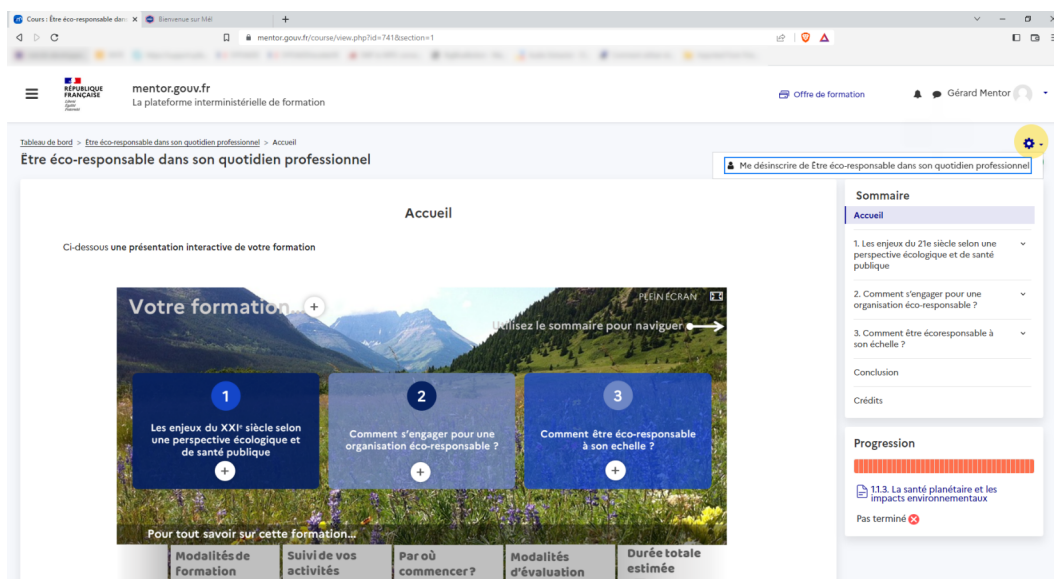 Cours : Être éco-responsable dan
Bienvenue sur Mél
mentor.gouv.fr/course/view.php?id=741&section=1
RÉPUBLIQUE
FRANÇAISE
Liberté
Égalité
Fraternité
mentor.gouv.fr
La plateforme interministérielle de formation
Offre de formation
Gérard Mentor
Tableau de bord > Être éco-responsable dans son quotidien professionnel > Accueil
Être éco-responsable dans son quotidien professionnel
Me désinscrire de Être éco-responsable dans son quotidien professionnel
Accueil
Ci-dessous une présentation interactive de votre formation
Votre formation...
PLEIN ÉCRAN
Utilisez le sommaire pour naviguer
1
Les enjeux du XXIᵉ siècle selon
une perspective écologique et
de santé publique
2
Comment s'engager pour une
organisation éco-responsable ?
3
Comment être éco-responsable
à son echelle ?
Pour tout savoir sur cette formation...
Modalités de
Formation
Suivi de vos
activités
Par où
commencer ?
Modalités
d'évaluation
Durée totale
estimée
Sommaire
Accueil
1. Les enjeux du 21e siècle selon une
perspective écologique et de santé
publique
2. Comment s'engager pour une
organisation éco-responsable ?
3. Comment être écoresponsable à
son échelle ?
Conclusion
Crédits
Progression
1.1.3. La santé planétaire et les
impacts environnementaux
Pas terminé